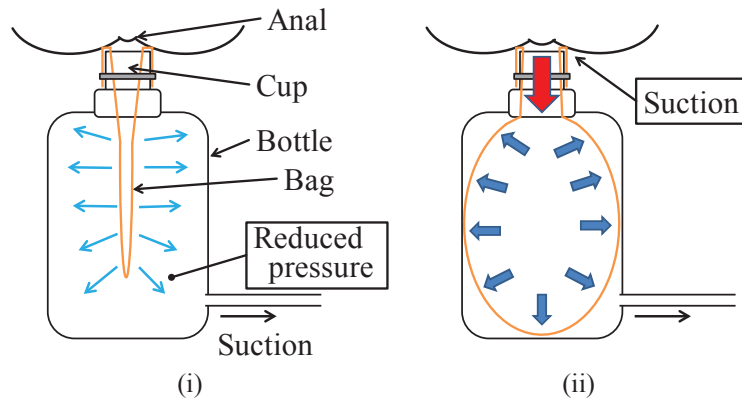 Anal
Cup
Bottle
Bag
Reduced
pressure
Suction
(i)
Suction
(ii)